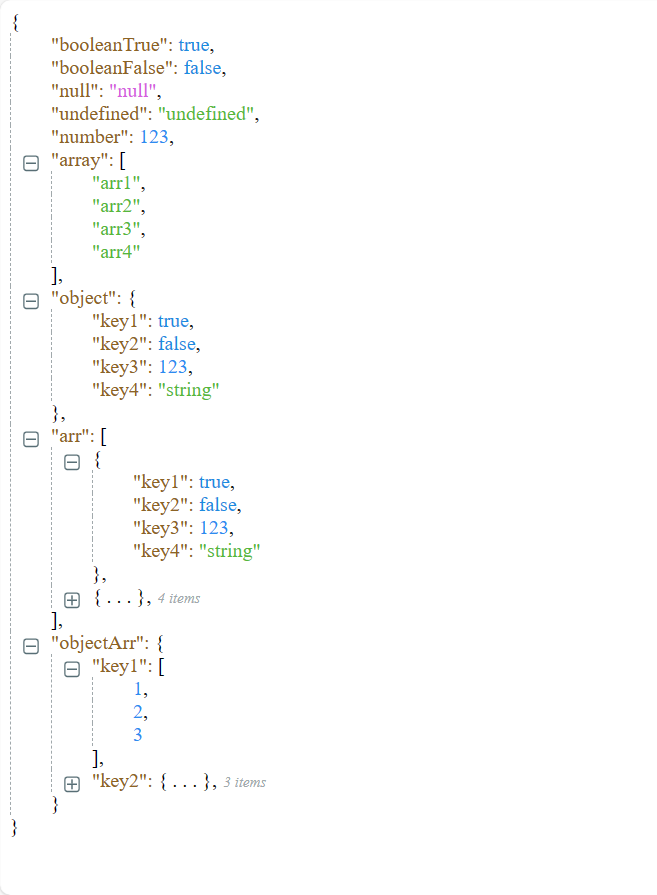 {
"booleanTrue": true,
"booleanFalse": false,
"null": "null",
"undefined": "undefined",
"number": 123,
"array": [
"arr1",
"arr2",
"arr3",
"arr4"
],
"object": {
"key1": true,
"key2": false,
"key3": 123,
"key4": "string"
},
"arr": [
{
"key1": true,
"key2": false,
"key3": 123,
"key4": "string"
},
{ . . . }, 4 items
],
"objectArr": {
"key1": [
1,
2,
3
],
"key2": { . . . }, 3 items
}
}